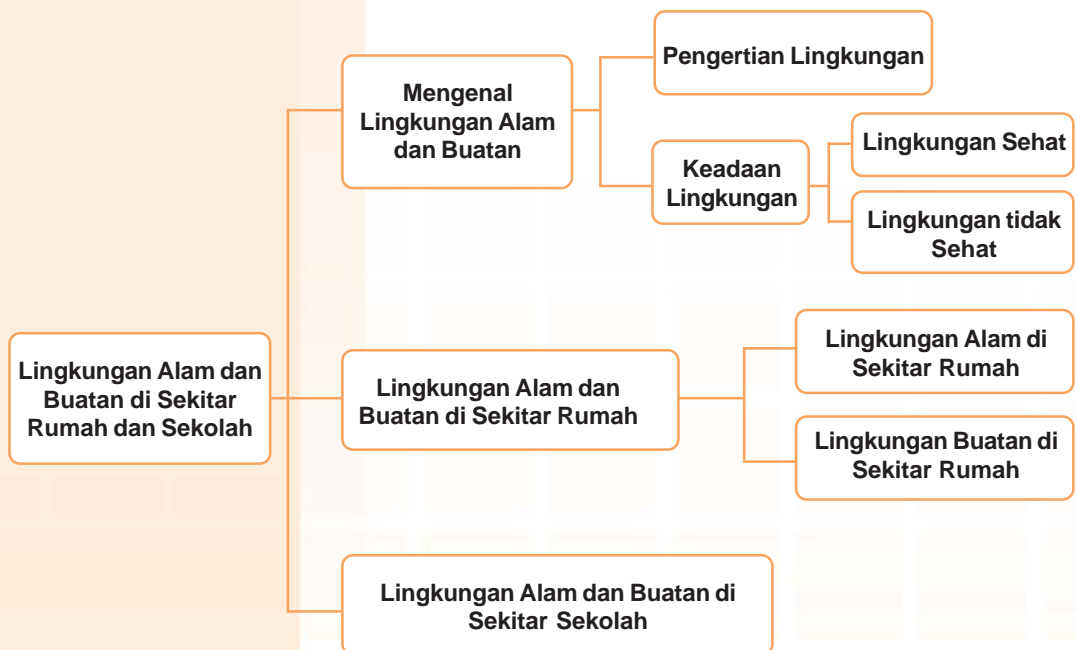 Pengertian Lingkungan
Mengenal
Lingkungan Alam
dan Buatan
Lingkungan Sehat
Keadaan
Lingkungan
Lingkungan tidak
Sehat
Lingkungan Alam di
Sekitar Rumah
Lingkungan Alam dan
Buatan di Sekitar
Rumah dan Sekolah
Lingkungan Alam dan
Buatan di Sekitar Rumah
Lingkungan Buatan di
Sekitar Rumah
Lingkungan Alam dan Buatan di
Sekitar Sekolah